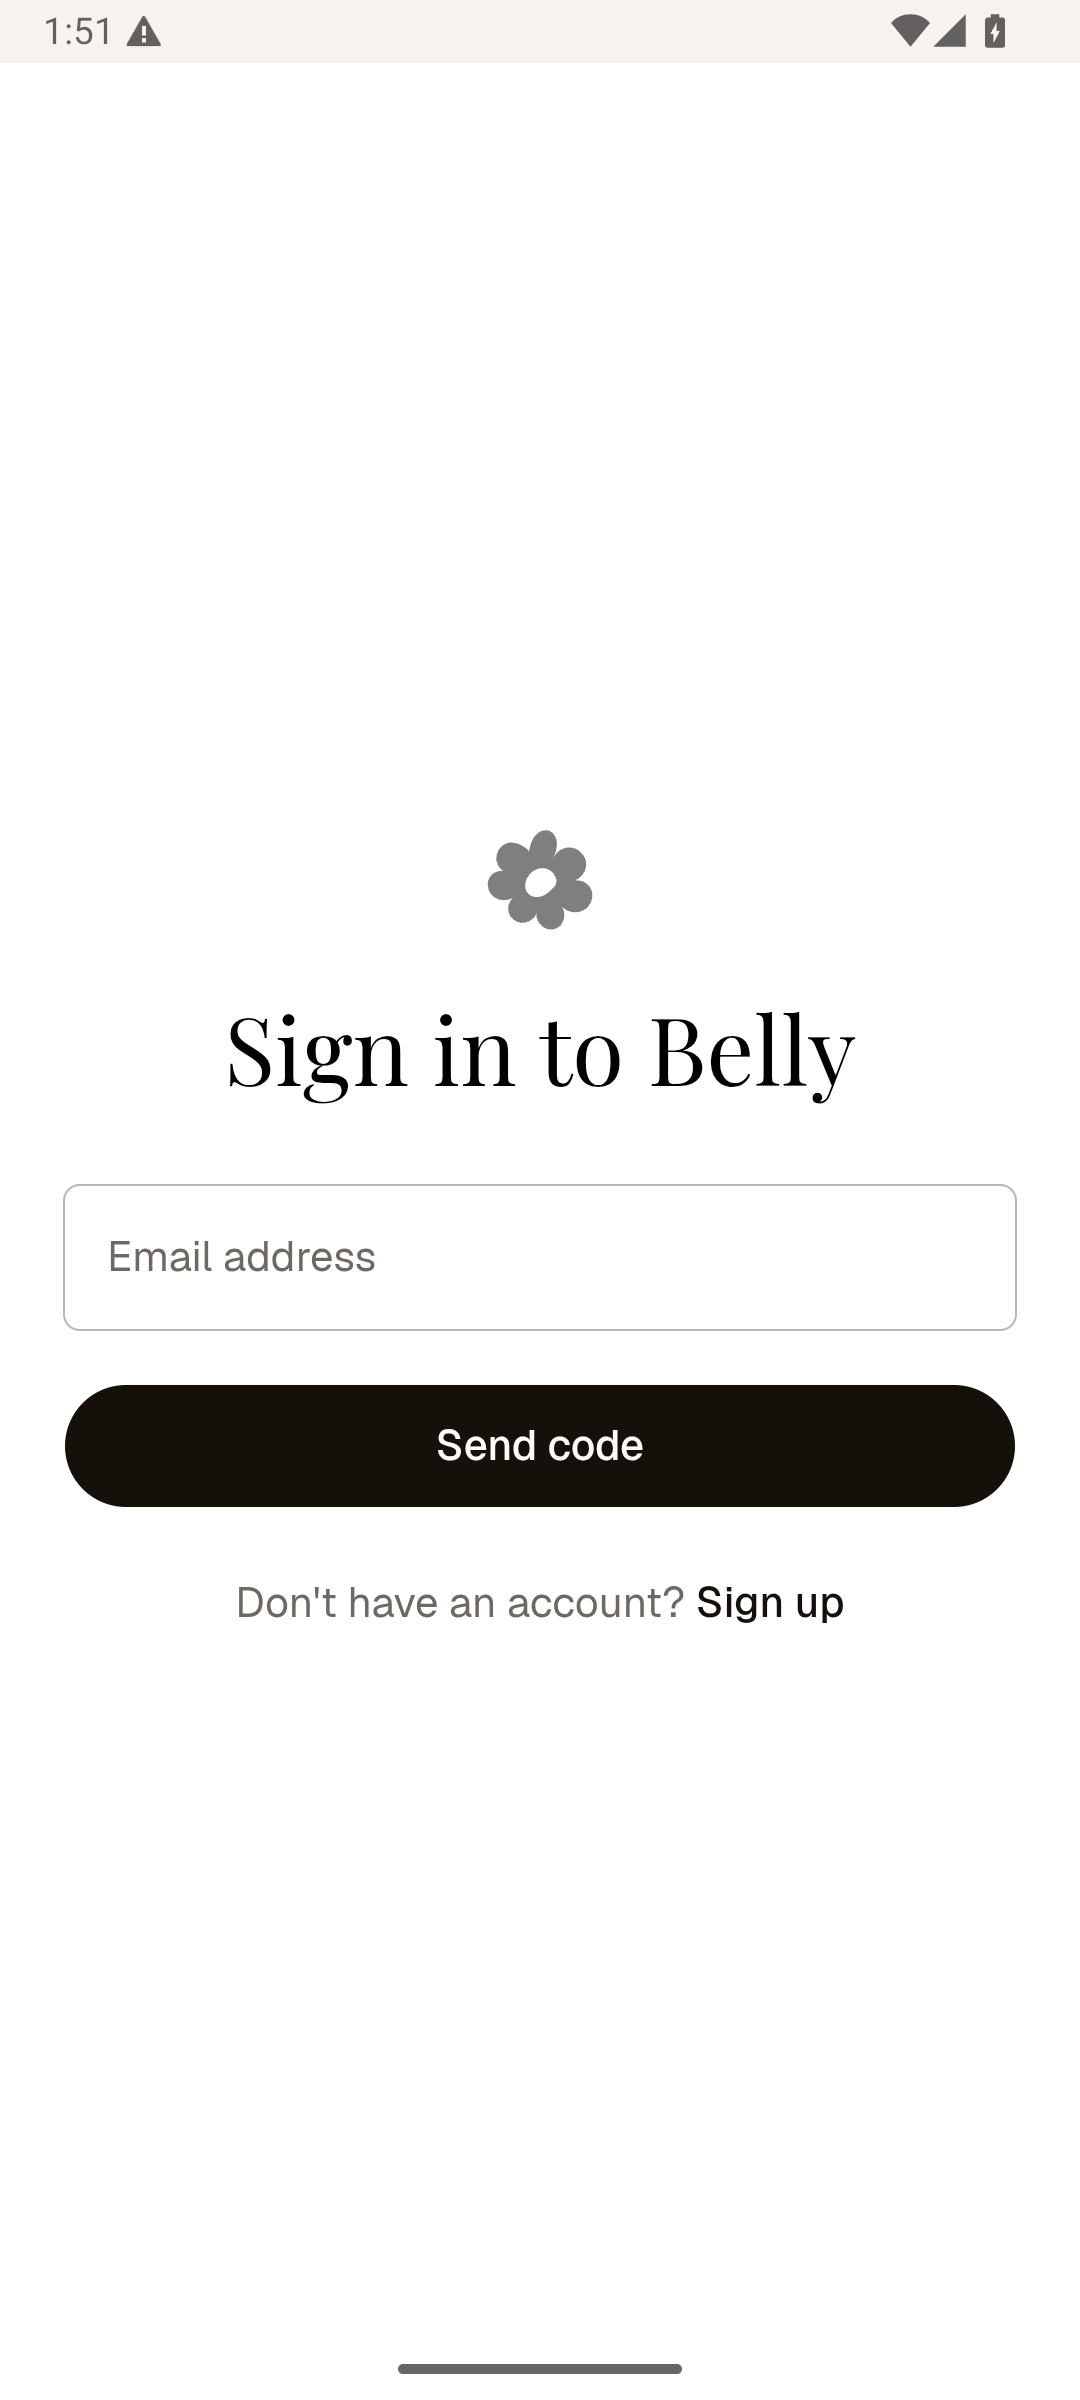 1:51
Sign in to Belly
Email address
Send code
Don't have an account? Sign up